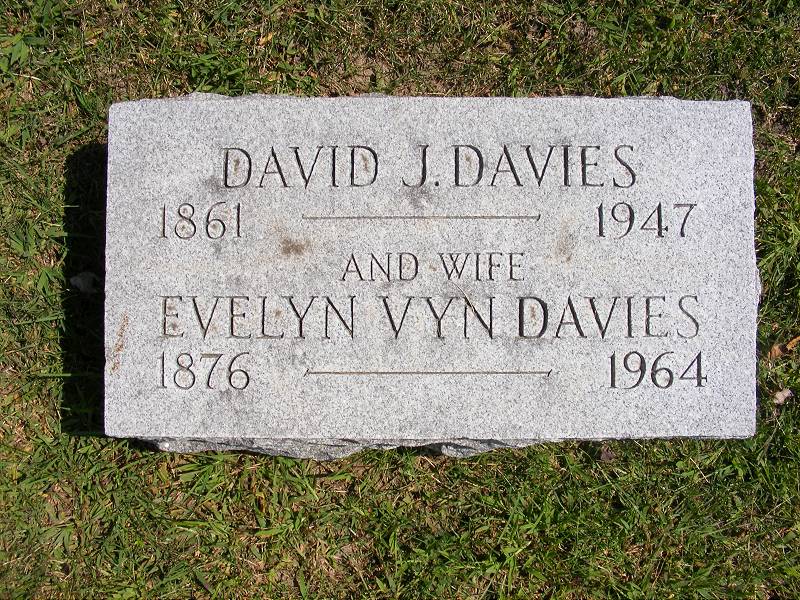 DAVID J. DAVIES
1861 — 1947
AND WIFE
EVELYN VYN DAVIES
1876 — 1964